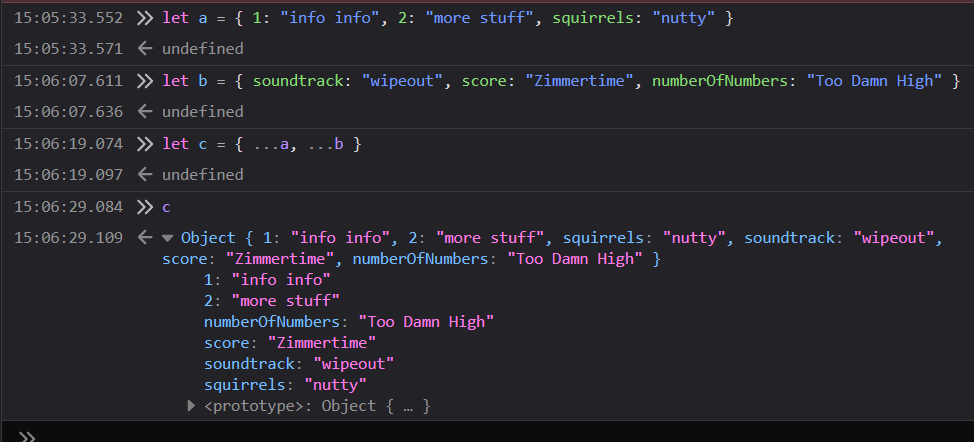 15:05:33.552 >> let a = { 1: "info info", 2: "more stuff", squirrels: "nutty" }
15:05:33.571 ← undefined
15:06:07.611 >> let b = { soundtrack: "wipeout", score: "Zimmertime", numberOfNumbers: "Too Damn High" }
15:06:07.636 ← undefined
15:06:19.074 >> let c = { ...a, ...b }
15:06:19.097 ← undefined
15:06:29.084 >> c
15:06:29.109 ← ▼ Object { 1: "info info", 2: "more stuff", squirrels: "nutty", soundtrack: "wipeout",
score: "Zimmertime", numberOfNumbers: "Too Damn High" }
1: "info info"
2: "more stuff"
numberOfNumbers: "Too Damn High"
score: "Zimmertime"
soundtrack: "wipeout"
squirrels: "nutty"
▶ <prototype>: Object { … }
>>